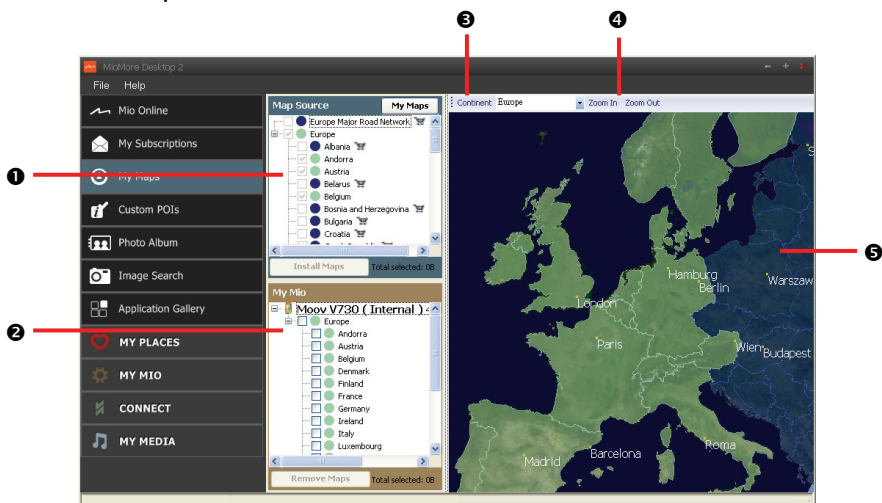 ❸
❹
MioMore Desktop 2
File Help
Mio Online
My Subscriptions
My Maps
Custom POIs
Photo Album
Image Search
Application Gallery
MY PLACES
MY MIO
CONNECT
MY MEDIA
❶
❷
Map Source My Maps
Europe Major Road Network
Europe
Albania
Andorra
Austria
Belarus
Belgium
Bosnia and Herzegovina
Bulgaria
Croatia
Install Maps Total selected: 0B
My Mio
Moov V730 ( Internal )
Europe
Andorra
Austria
Belgium
Denmark
Finland
France
Germany
Ireland
Italy
Luxembourg
Remove Maps Total selected: 0B
Continent Europe Zoom In Zoom Out
Hamburg
Berlin
Warszaw
London
Paris
Wien
Budapest
Roma
Barcelona
Madrid
❺